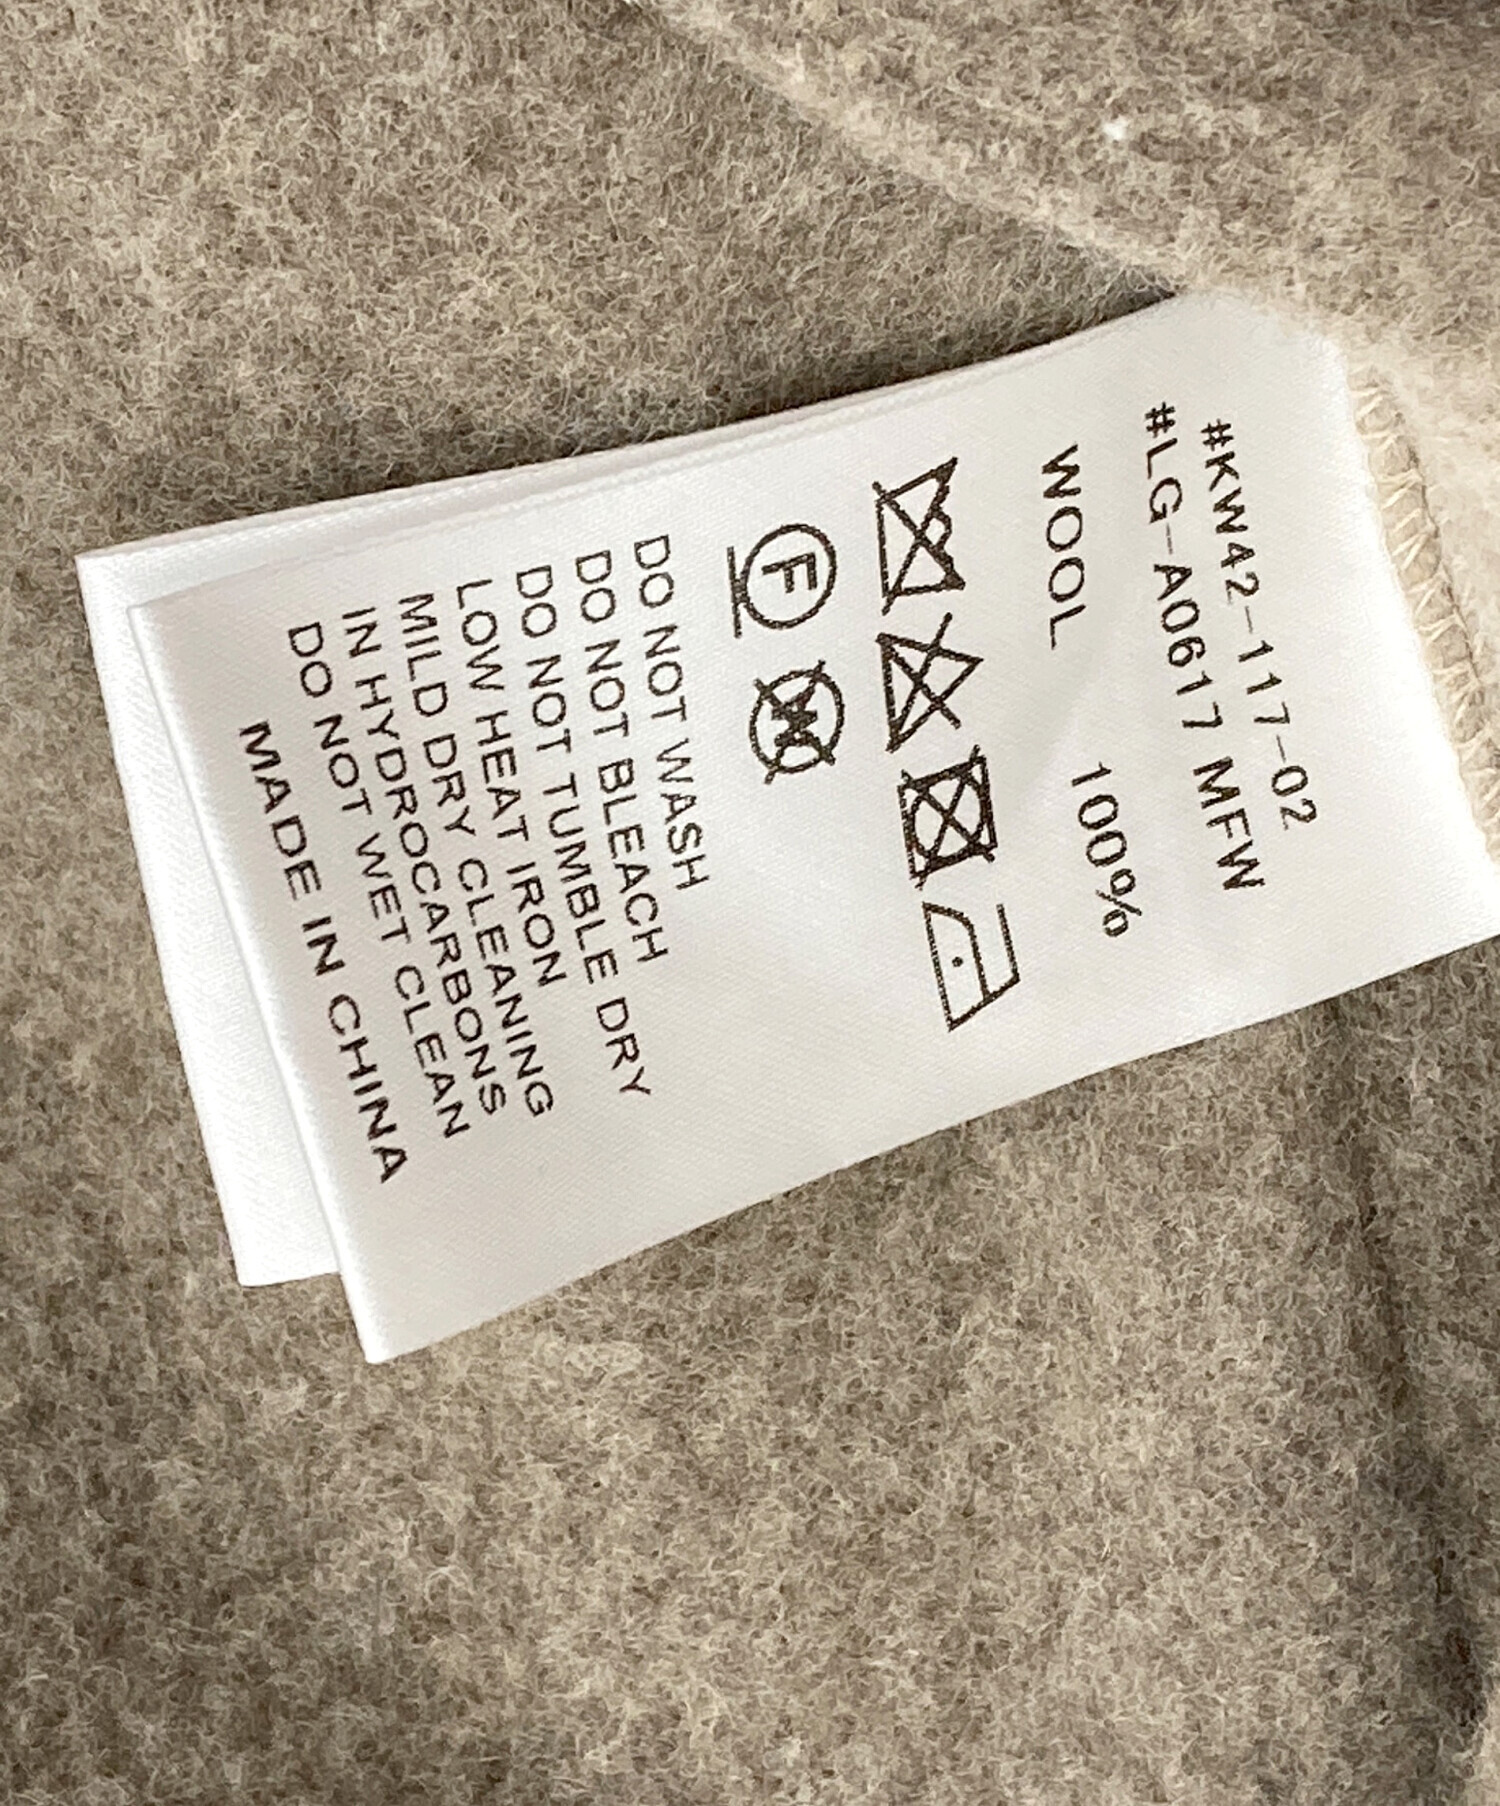 #KW42-117-02
#LG-A0617 MFW
WOOL 100%
F
W
DO NOT WASH
DO NOT BLEACH
DO NOT TUMBLE DRY
LOW HEAT IRON
MILD DRY CLEANING
IN HYDROCARBONS
DO NOT WET CLEAN
MADE IN CHINA